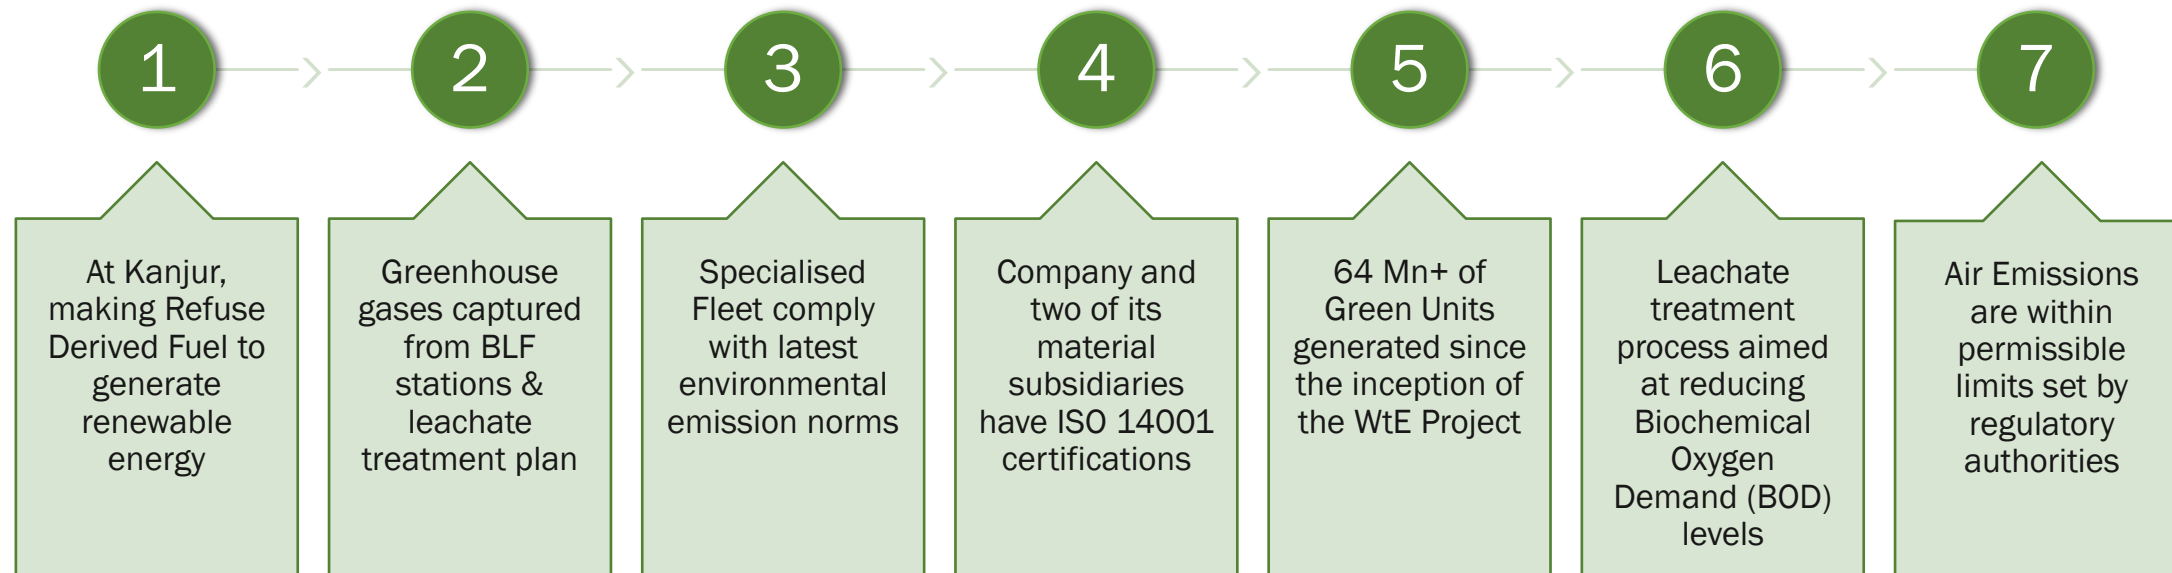 1
2
3
4
5
6
7
At Kanjur,
making Refuse
Derived Fuel to
generate
renewable
energy
Greenhouse
gases captured
from BLF
stations &
leachate
treatment plan
Specialised
Fleet comply
with latest
environmental
emission norms
Company and
two of its
material
subsidiaries
have ISO 14001
certifications
64 Mn+ of
Green Units
generated since
the inception of
the WtE Project
Leachate
treatment
process aimed
at reducing
Biochemical
Oxygen
Demand (BOD)
levels
Air Emissions
are within
permissible
limits set by
regulatory
authorities